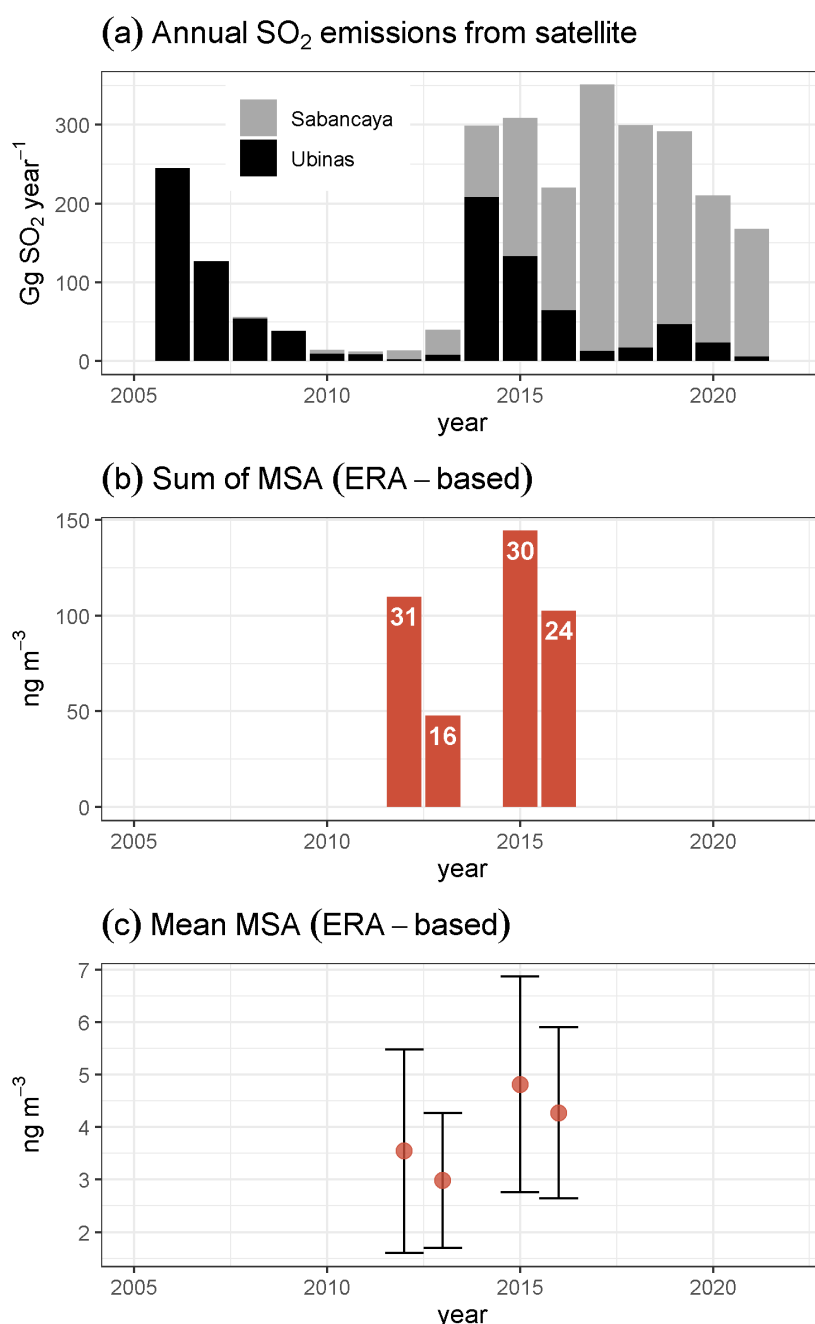 (a) Annual SO₂ emissions from satellite
Gg SO₂ year⁻¹
300
200
100
0
Sabancaya
Ubinas
2005 2010 2015 2020
year
(b) Sum of MSA (ERA – based)
ng m⁻³
150
100
50
0
31 16 30 24
2005 2010 2015 2020
year
(c) Mean MSA (ERA – based)
ng m⁻³
7
6
5
4
3
2
2005 2010 2015 2020
year